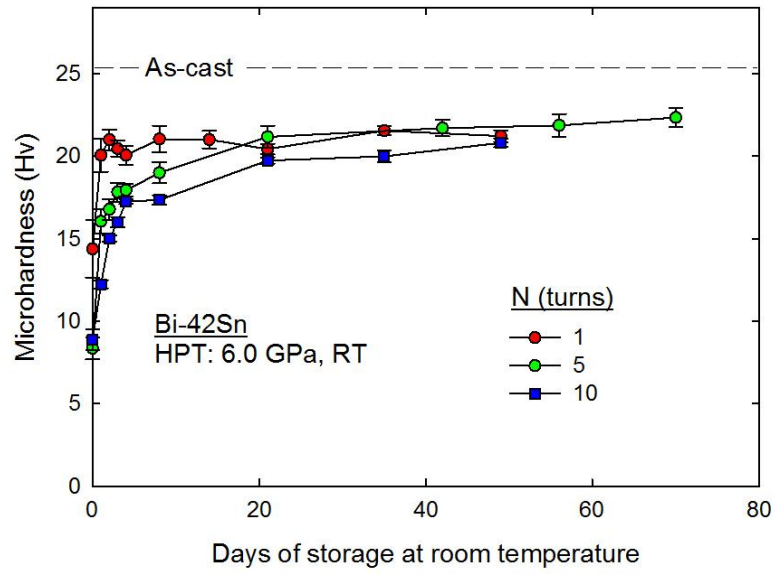 As-cast
25
20
15
10
5
0
Microhardness (Hv)
Bi-42Sn
HPT: 6.0 GPa, RT
N (turns)
1
5
10
0 20 40 60 80
Days of storage at room temperature